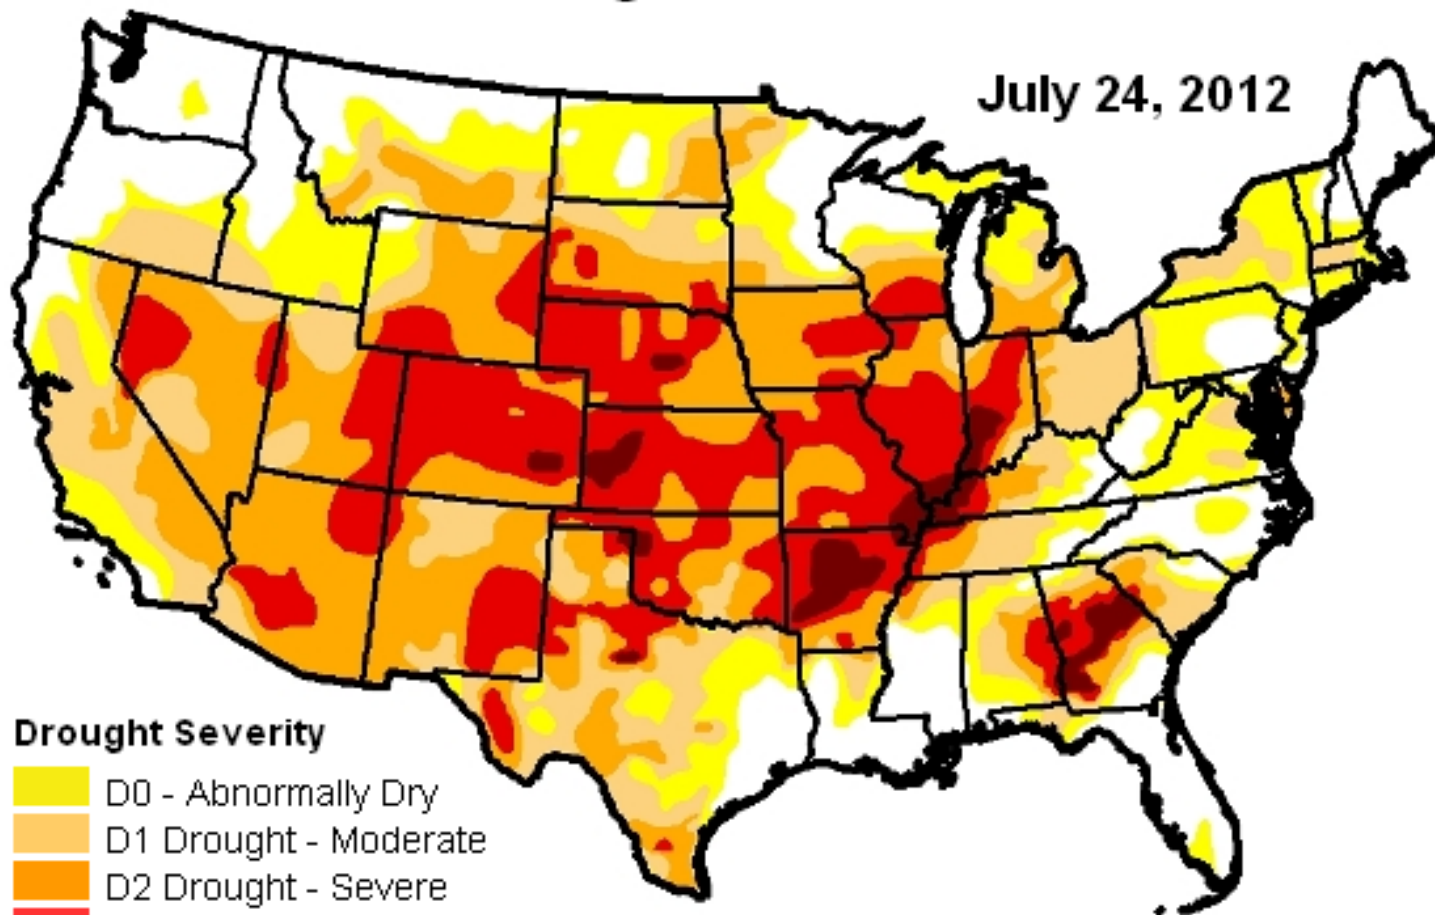 July 24, 2012
Drought Severity
D0 - Abnormally Dry
D1 Drought - Moderate
D2 Drought - Severe